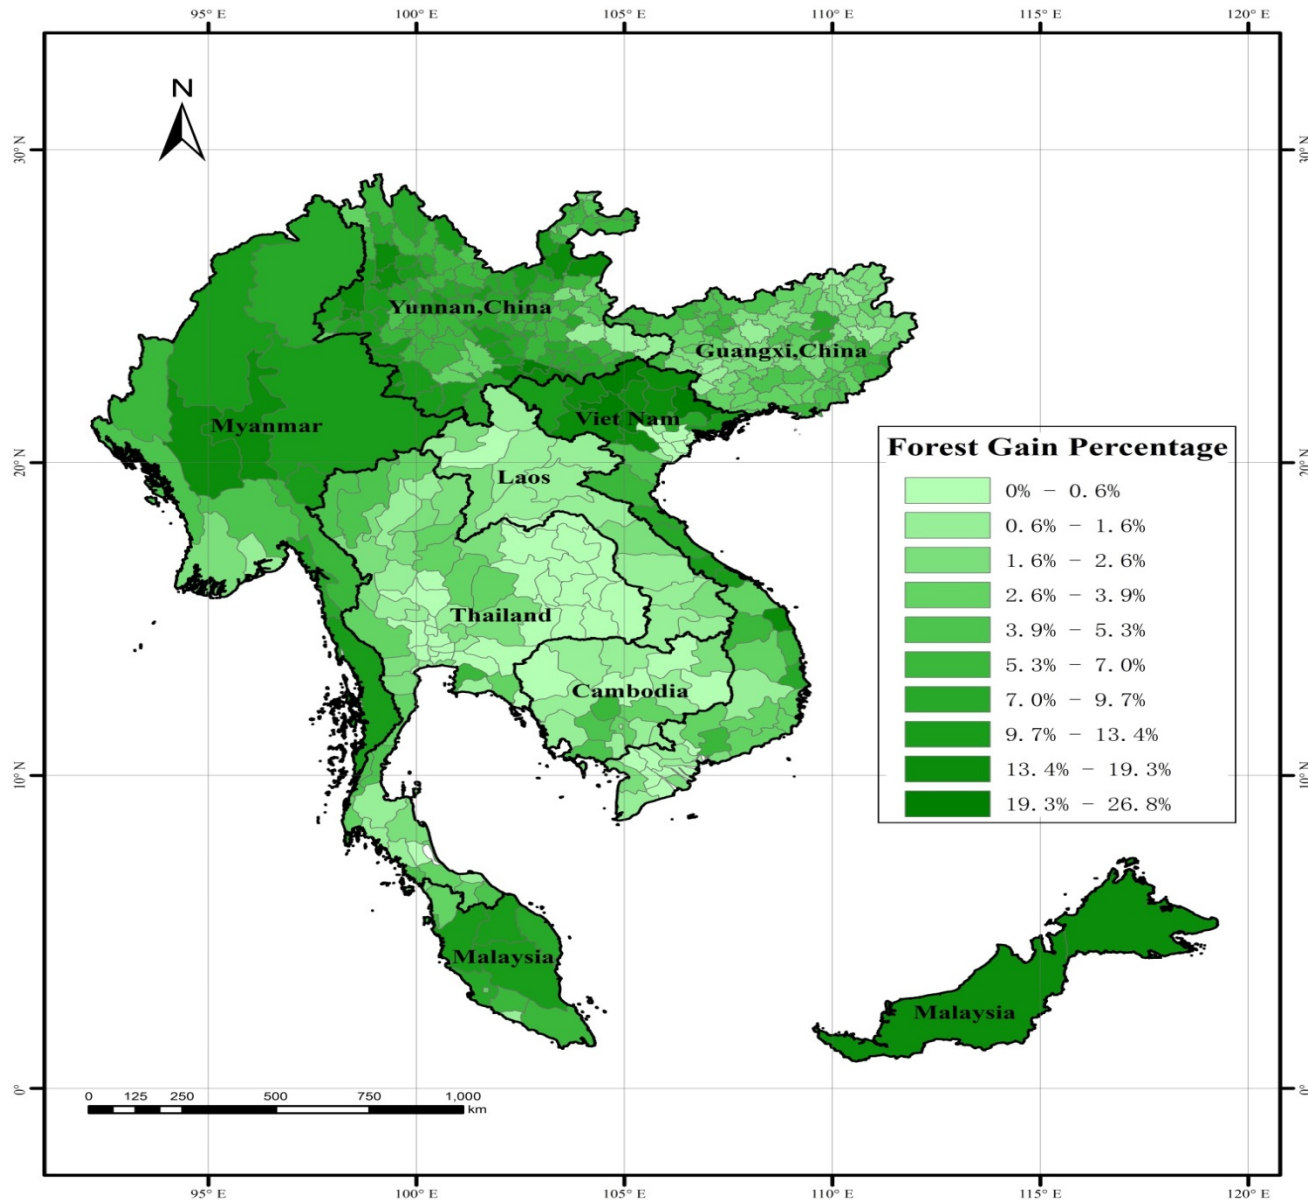 95° E 100° E 105° E 110° E 115° E 120° E
N
30° N 30° N
Yunnan,China
Guangxi,China
Myanmar
Viet Nam
Forest Gain Percentage
20° N 20° N
Laos
0% - 0.6%
0.6% - 1.6%
1.6% - 2.6%
Thailand
2.6% - 3.9%
3.9% - 5.3%
5.3% - 7.0%
Cambodia
7.0% - 9.7%
9.7% - 13.4%
13.4% - 19.3%
10° N 10° N
19.3% - 26.8%
Malaysia
Malaysia
0° 0°
0 125 250 500 750 1,000
km
95° E 100° E 105° E 110° E 115° E 120° E